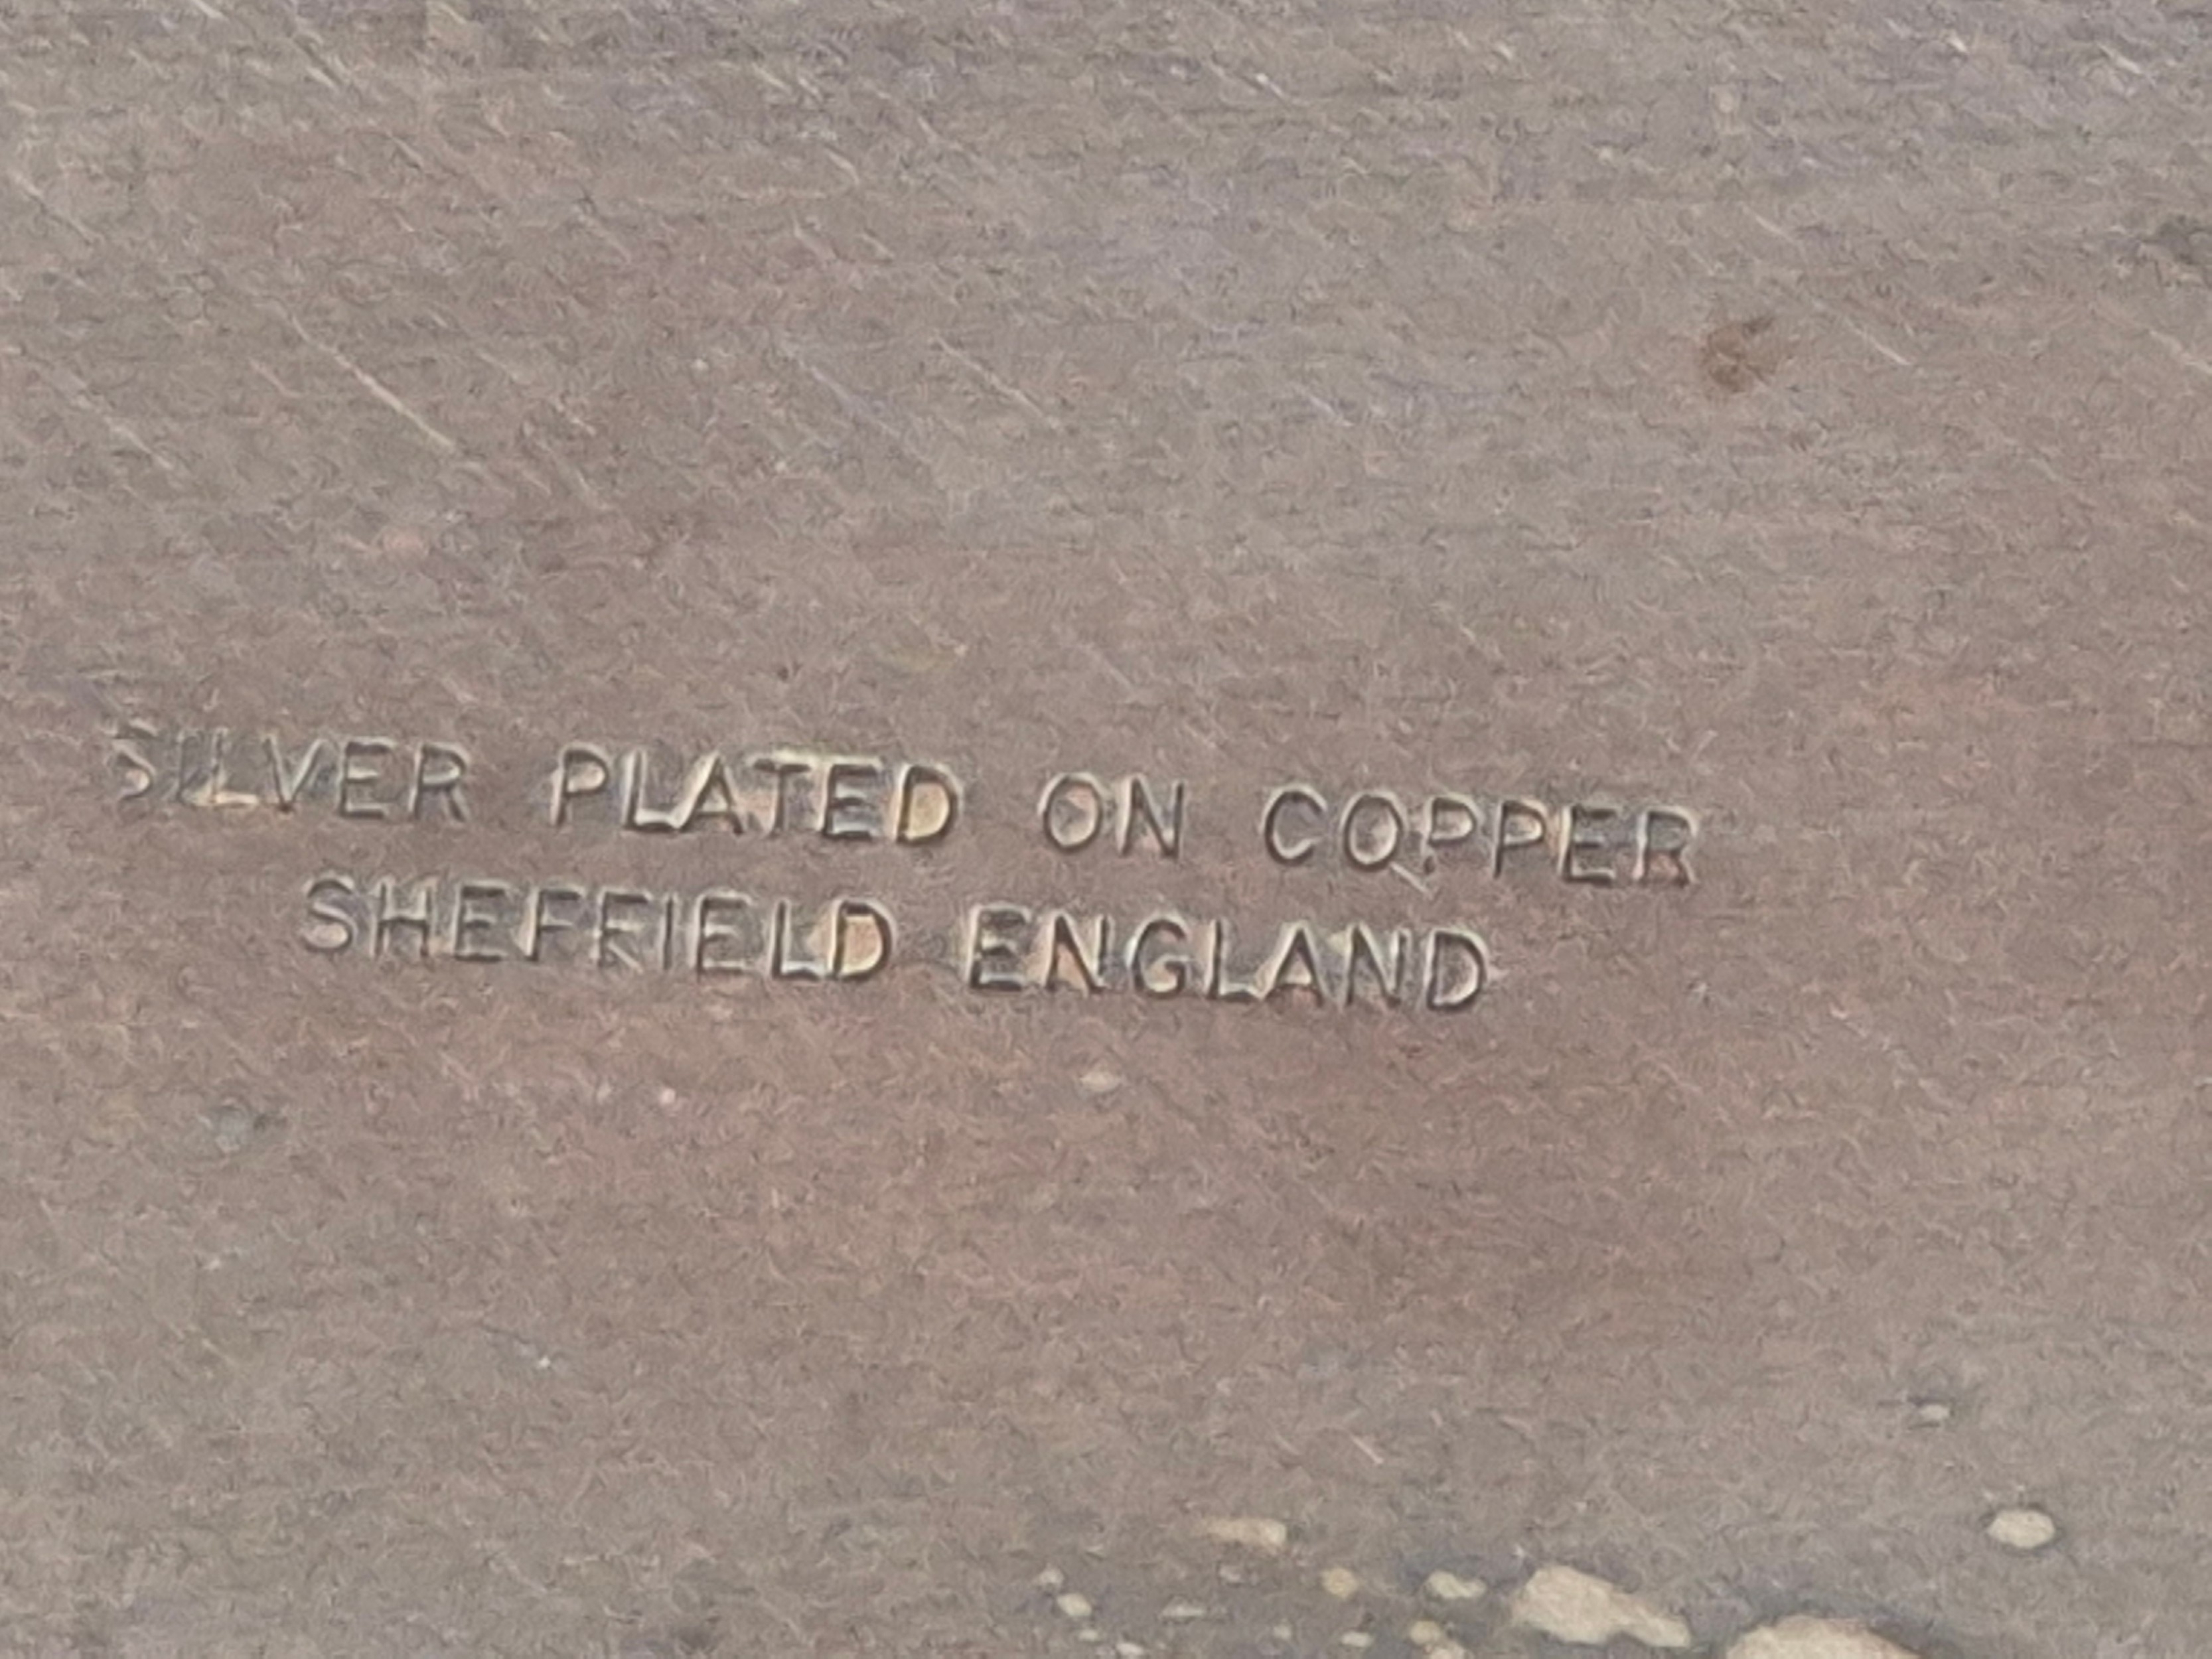 SILVER PLATED ON COPPER
SHEFFIELD ENGLAND